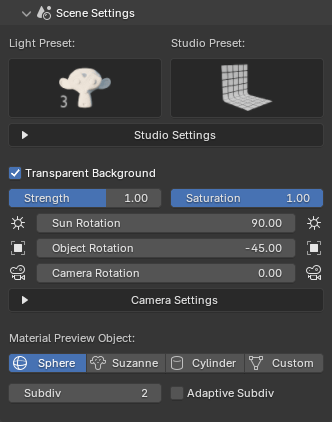 Scene Settings
Light Preset: Studio Preset:
3
Studio Settings
Transparent Background
Strength 1.00 Saturation 1.00
Sun Rotation 90.00
Object Rotation -45.00
Camera Rotation 0.00
Camera Settings
Material Preview Object:
Sphere Suzanne Cylinder Custom
Subdiv 2 Adaptive Subdiv